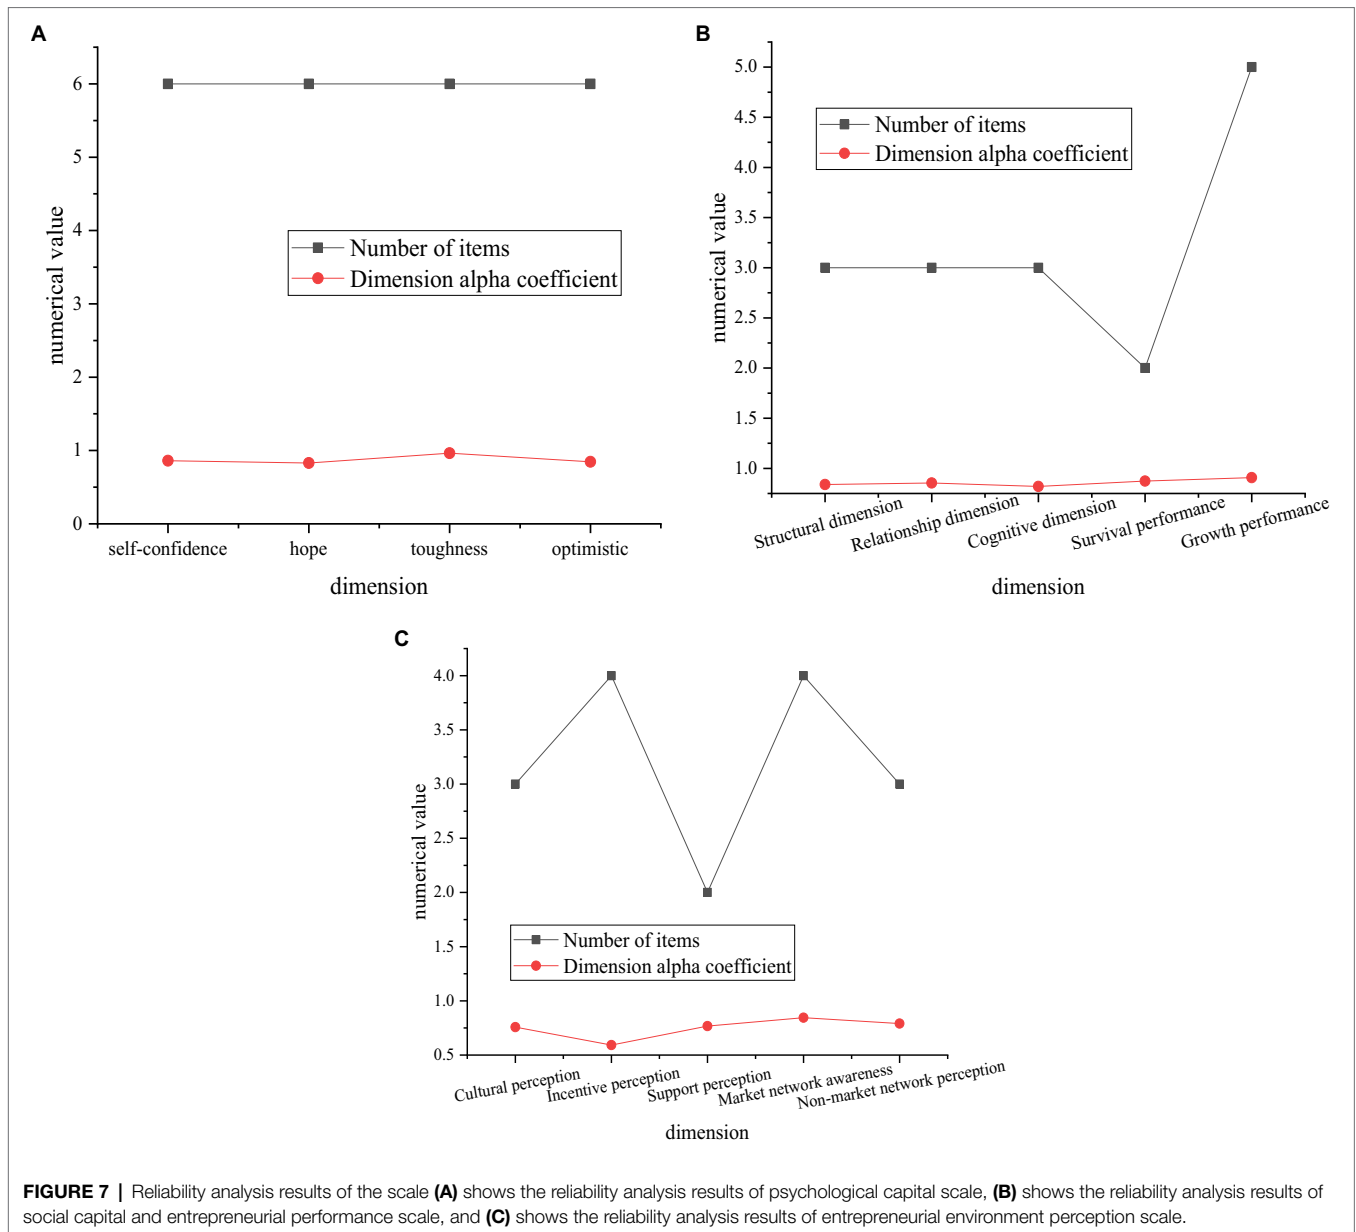 A
6
5
4
3
2
1
0
numerical value
Number of items
Dimension alpha coefficient
self-confidence hope toughness optimistic
dimension
B
5.0
4.5
4.0
3.5
3.0
2.5
2.0
1.5
1.0
numerical value
Number of items
Dimension alpha coefficient
Structural dimension Relationship dimension Cognitive dimension Survival performance Growth performance
dimension
C
4.0
3.5
3.0
2.5
2.0
1.5
1.0
0.5
numerical value
Number of items
Dimension alpha coefficient
Cultural perception Incentive perception Support perception Market network awareness Non-market network perception
dimension
FIGURE 7 | Reliability analysis results of the scale (A) shows the reliability analysis results of psychological capital scale, (B) shows the reliability analysis results of
social capital and entrepreneurial performance scale, and (C) shows the reliability analysis results of entrepreneurial environment perception scale.